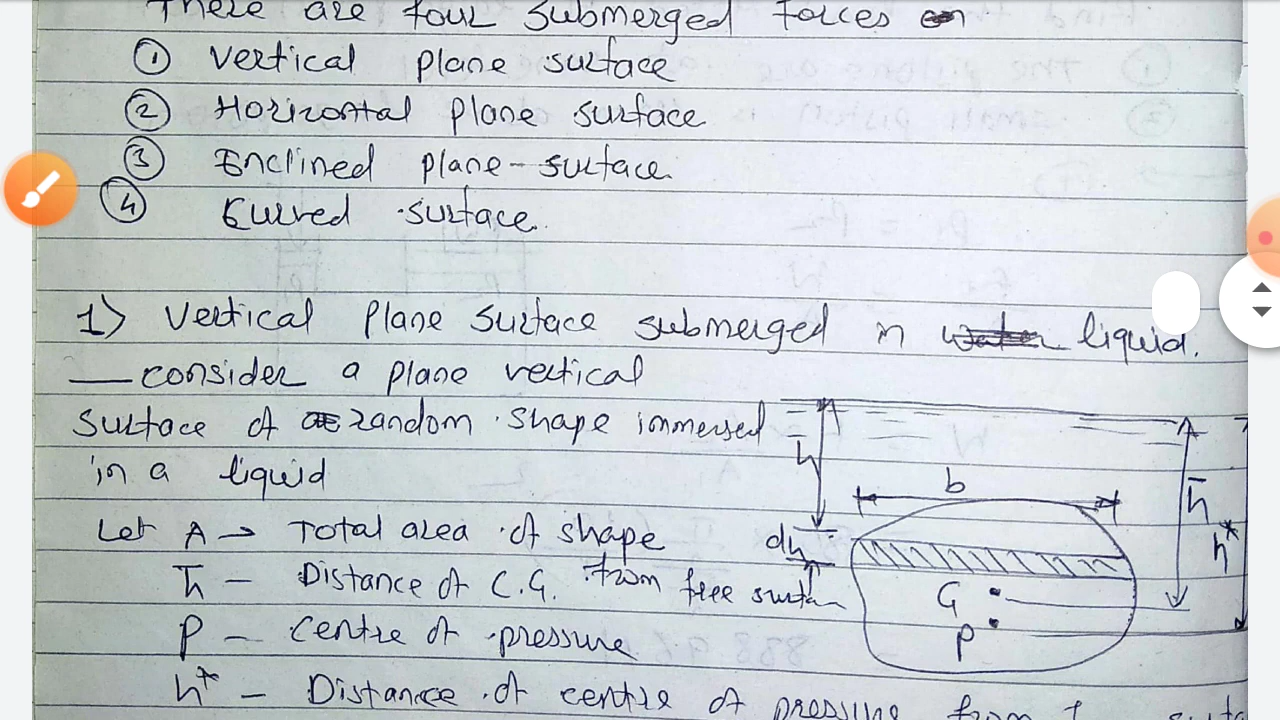 There are four submerged forces on
① Vertical plane surface
② Horizontal plane surface
③ Inclined plane-surface
④ Curved surface.
1) Vertical Plane Surface submerged in water liquid.
— consider a plane vertical
surface of random shape immersed
in a liquid
Let A → Total area of shape
h̄ – Distance of C.G. from free
P – Centre of pressure
h* – Distance of centre of pressure from
h
b
dh
h̄
h*
G
P